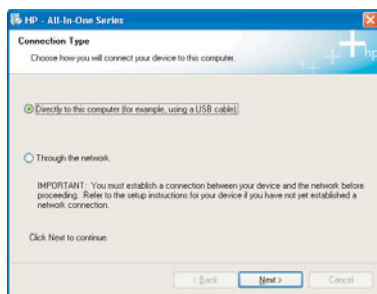 HP - All-In-One Series
Connection Type
Choose how you will connect your device to this computer.
hp
Directly to this computer (for example, using a USB cable).
Through the network.
IMPORTANT: You must establish a connection between your device and the network before
proceeding. Refer to the setup instructions for your device if you have not yet established a
network connection.
Click Next to continue.
< Back
Next >
Cancel